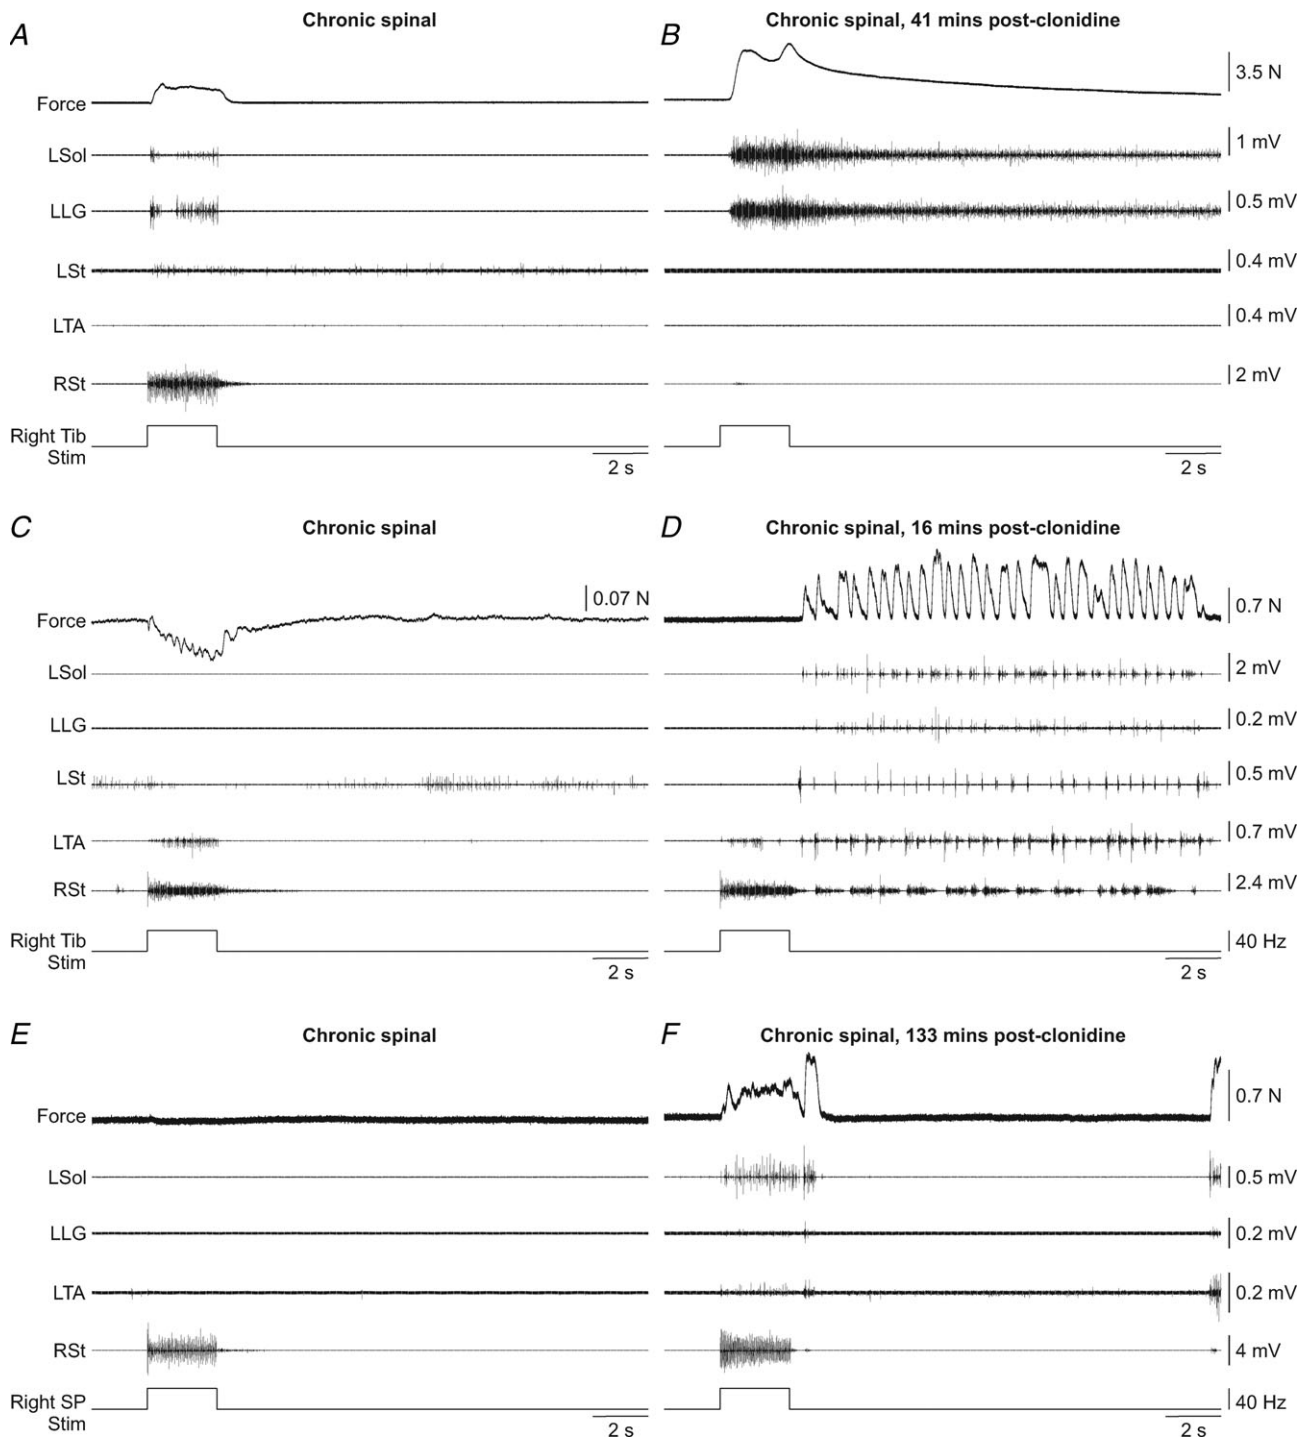 A
Chronic spinal
B
Chronic spinal, 41 mins post-clonidine
Force
3.5 N
LSol
1 mV
LLG
0.5 mV
LSt
0.4 mV
LTA
0.4 mV
RSt
2 mV
Right Tib
Stim
2 s
2 s
C
Chronic spinal
D
Chronic spinal, 16 mins post-clonidine
Force
0.07 N
0.7 N
LSol
2 mV
LLG
0.2 mV
LSt
0.5 mV
LTA
0.7 mV
RSt
2.4 mV
Right Tib
Stim
40 Hz
2 s
2 s
E
Chronic spinal
F
Chronic spinal, 133 mins post-clonidine
Force
0.7 N
LSol
0.5 mV
LLG
0.2 mV
LTA
0.2 mV
RSt
4 mV
Right SP
Stim
40 Hz
2 s
2 s